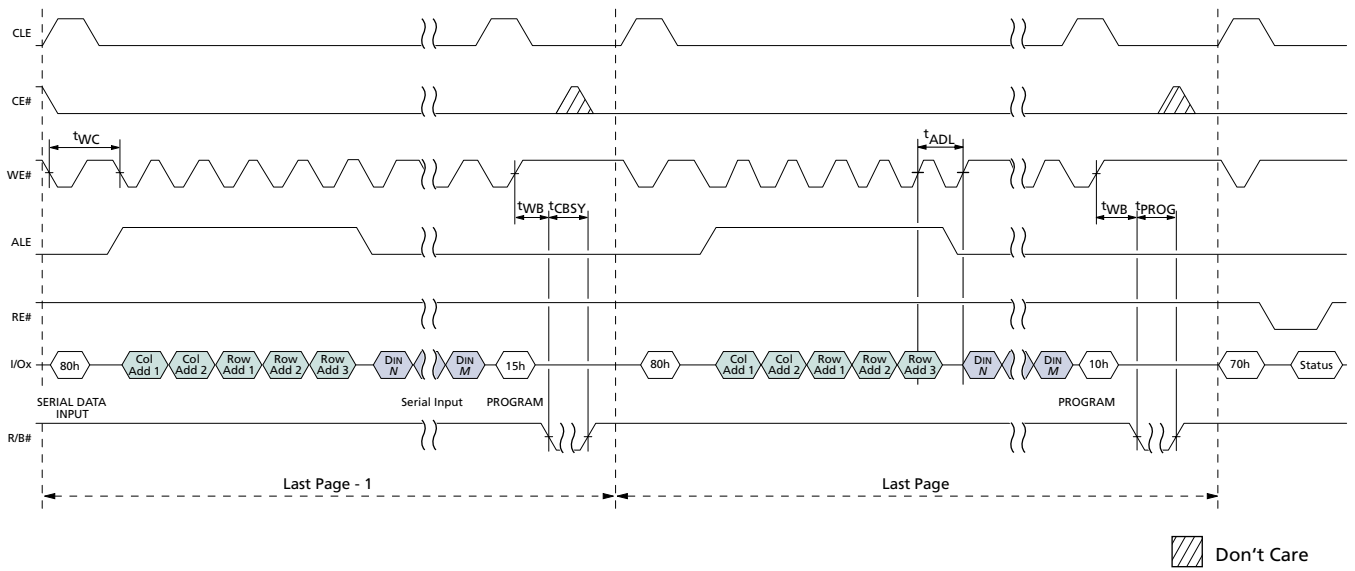 CLE
CE#
tWC
tADL
WE#
tWB tCBSY
tWB tPROG
ALE
RE#
I/Ox
80h
Col Add 1
Col Add 2
Row Add 1
Row Add 2
Row Add 3
DIN N
DIN M
15h
80h
Col Add 1
Col Add 2
Row Add 1
Row Add 2
Row Add 3
DIN N
DIN M
10h
70h
Status
SERIAL DATA
INPUT
Serial Input
PROGRAM
PROGRAM
R/B#
Last Page - 1
Last Page
Don't Care